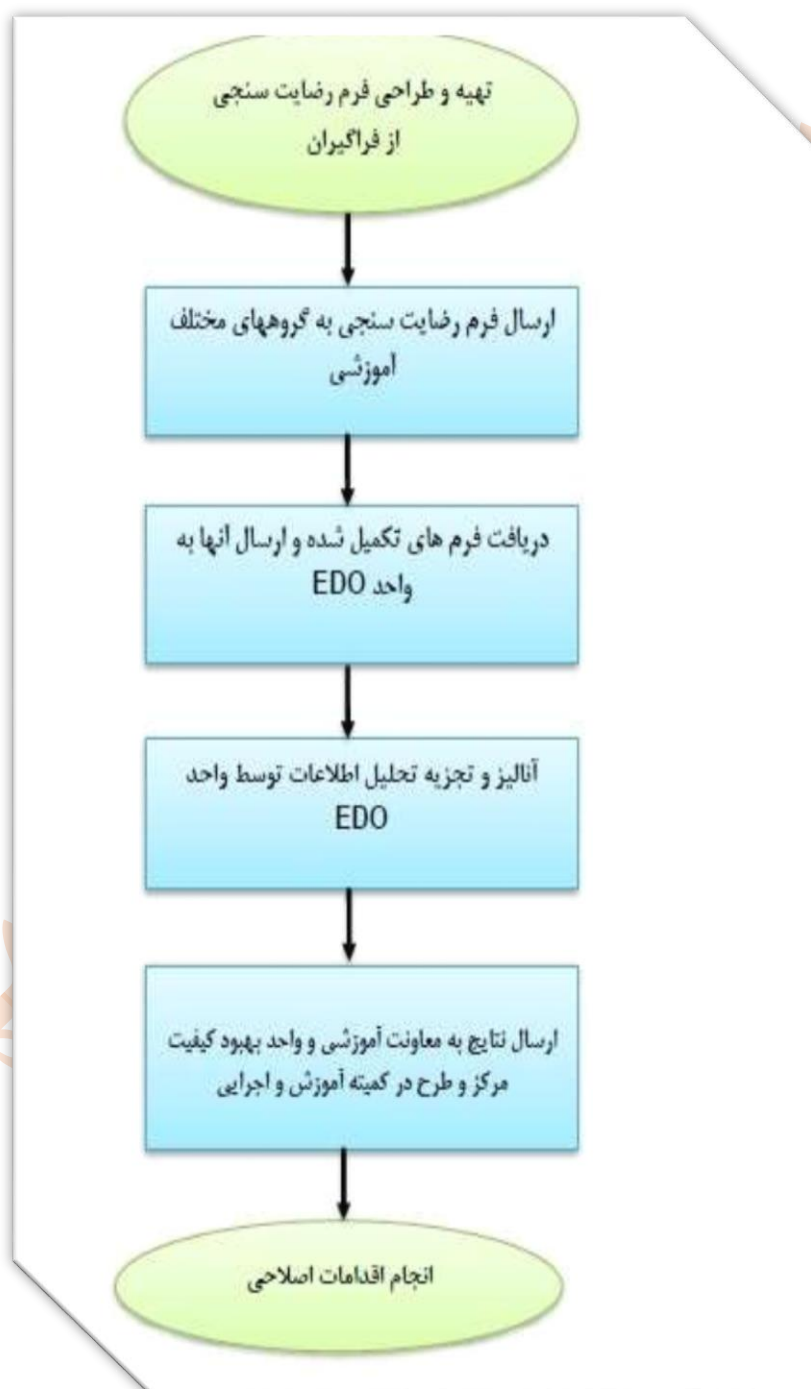 تهیه و طراحی فرم رضایت سنجی
از فراگیران
ارسال فرم رضایت سنجی به گروههای مختلف
آموزشی
دریافت فرم های تکمیل شده و ارسال آنها به
واحد EDO
آنالیز و تجزیه تحلیل اطلاعات توسط واحد
EDO
ارسال نتایج به معاونت آموزشی و واحد بهبود کیفیت
مرکز و طرح در کمیته آموزش و اجرایی
انجام اقدامات اصلاحی